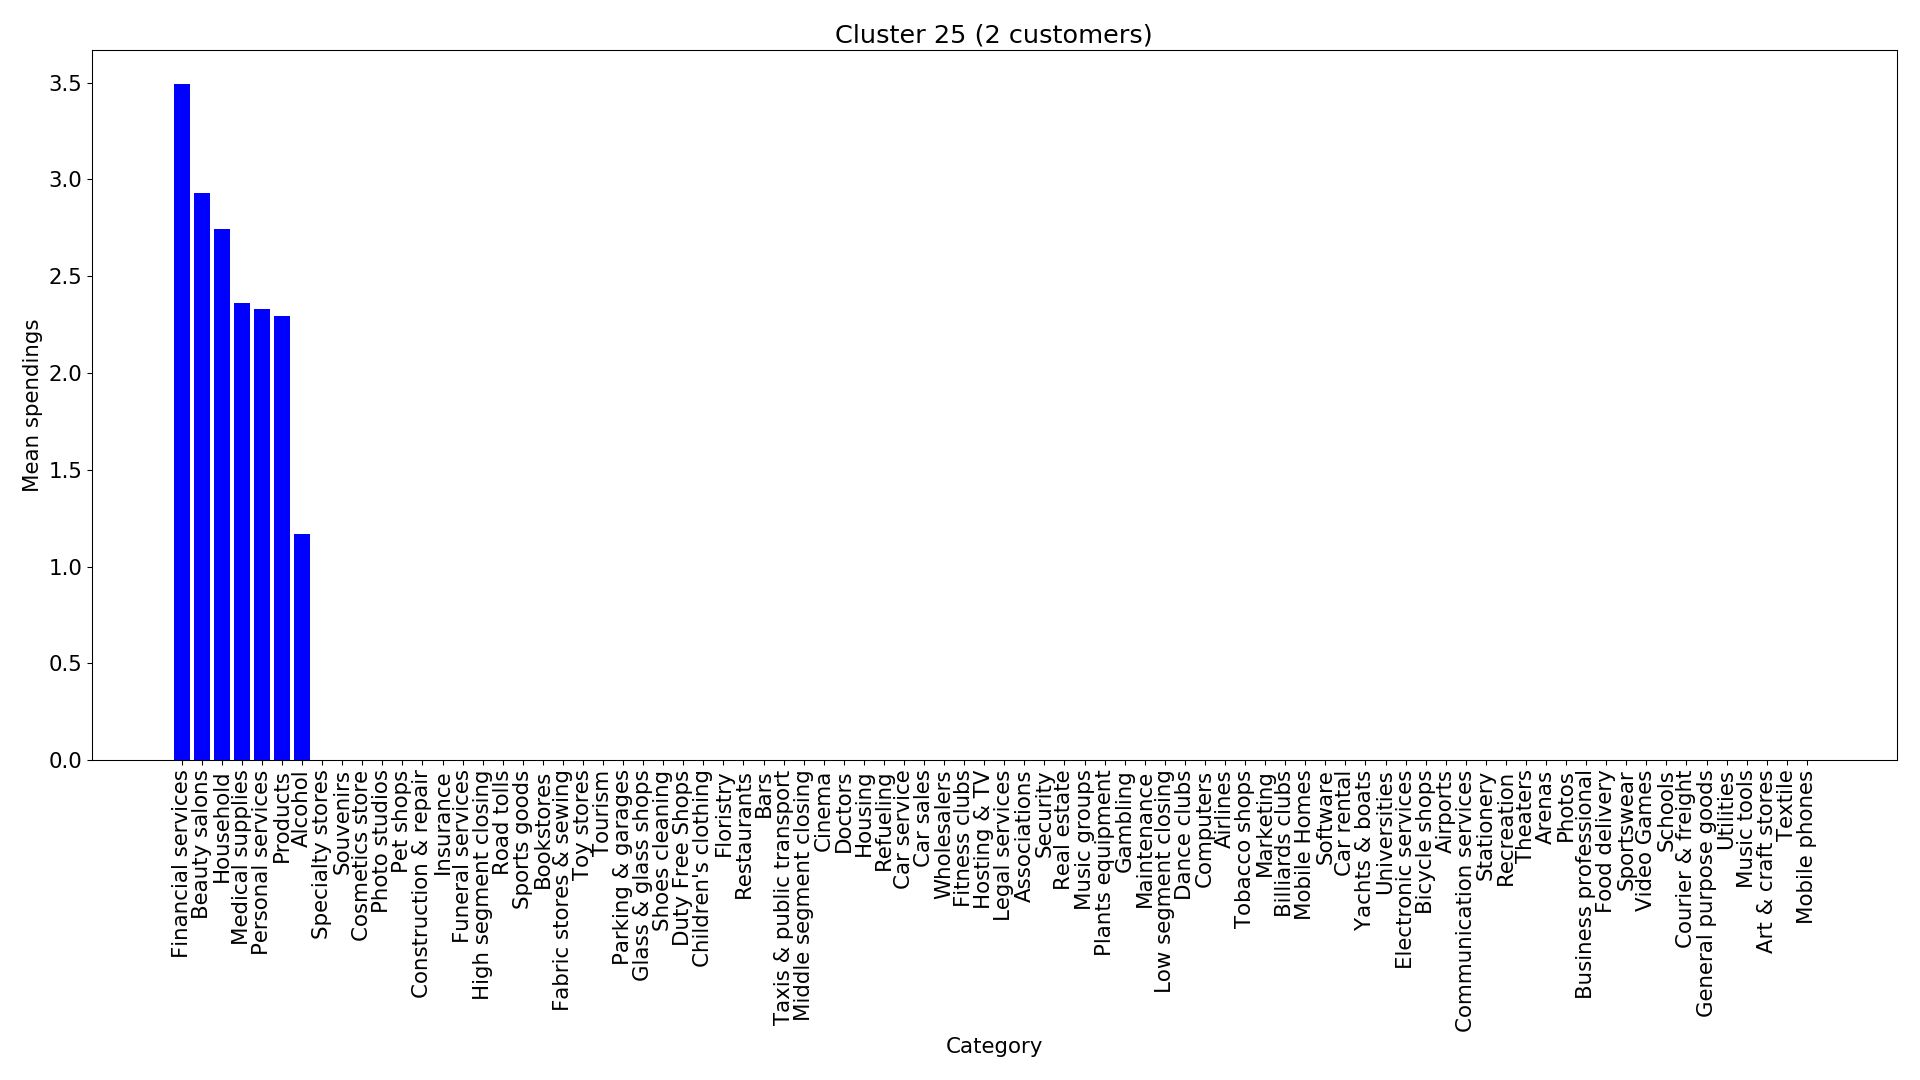 Cluster 25 (2 customers)
Mean spendings
3.5
3.0
2.5
2.0
1.5
1.0
0.5
0.0
Financial services
Beauty salons
Household
Medical supplies
Personal services
Products
Alcohol
Specialty stores
Souvenirs
Cosmetics store
Photo studios
Pet shops
Construction & repair
Insurance
Funeral services
High segment closing
Road tolls
Sports goods
Bookstores
Fabric stores & sewing
Toy stores
Tourism
Parking & garages
Glass & glass shops
Shoes cleaning
Duty Free Shops
Children's clothing
Floristry
Restaurants
Bars
Taxis & public transport
Middle segment closing
Cinema
Doctors
Housing
Refueling
Car service
Car sales
Wholesalers
Fitness clubs
Hosting & TV
Legal services
Associations
Security
Real estate
Music groups
Plants equipment
Gambling
Maintenance
Low segment closing
Dance clubs
Computers
Airlines
Tobacco shops
Marketing
Billiards clubs
Mobile Homes
Software
Car rental
Yachts & boats
Universities
Electronic services
Bicycle shops
Airports
Communication services
Stationery
Recreation
Theaters
Arenas
Photos
Business professional
Food delivery
Sportswear
Video Games
Schools
Courier & freight
General purpose goods
Utilities
Music tools
Art & craft stores
Textile
Mobile phones
Category